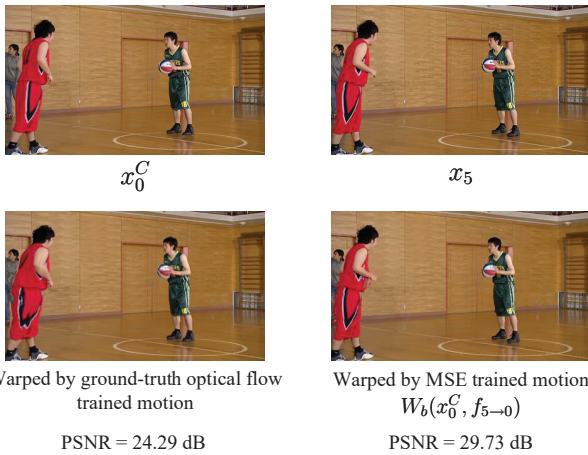 x_0^C
x_5
Warped by ground-truth optical flow
trained motion
PSNR = 24.29 dB
Warped by MSE trained motion
W_b(x_0^C, f_{5→0})
PSNR = 29.73 dB